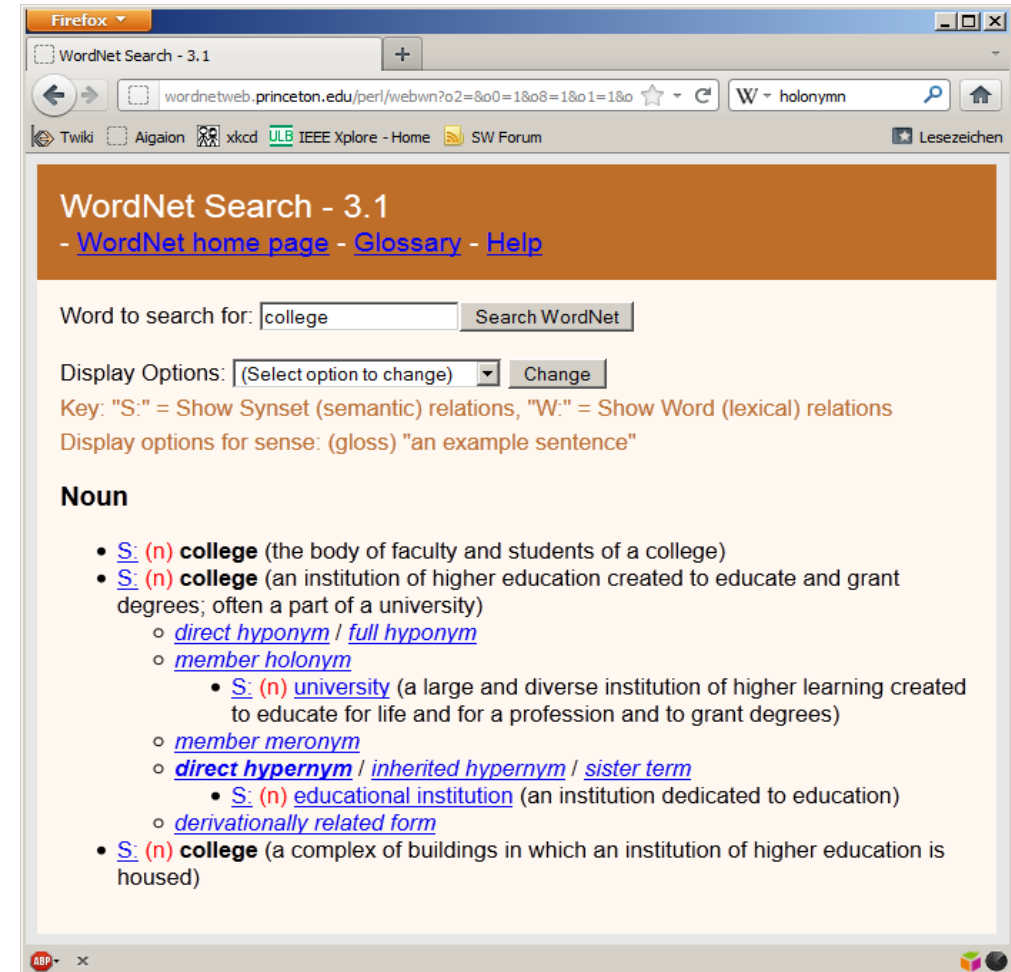 Firefox
WordNet Search - 3.1
wordnetweb.princeton.edu/perl/webwn?o2=&o0=1&o8=1&o1=1&o
W holonymn
Twiki Aigaion xkcd ULB IEEE Xplore - Home SW Forum Lesezeichen
WordNet Search - 3.1
- WordNet home page - Glossary - Help
Word to search for: college Search WordNet
Display Options: (Select option to change) Change
Key: "S:" = Show Synset (semantic) relations, "W:" = Show Word (lexical) relations
Display options for sense: (gloss) "an example sentence"
Noun
• S: (n) college (the body of faculty and students of a college)
• S: (n) college (an institution of higher education created to educate and grant
degrees; often a part of a university)
○ direct hyponym / full hyponym
○ member holonym
• S: (n) university (a large and diverse institution of higher learning created
to educate for life and for a profession and to grant degrees)
○ member meronym
○ direct hypernym / inherited hypernym / sister term
• S: (n) educational institution (an institution dedicated to education)
○ derivationally related form
• S: (n) college (a complex of buildings in which an institution of higher education is
housed)
ABP x